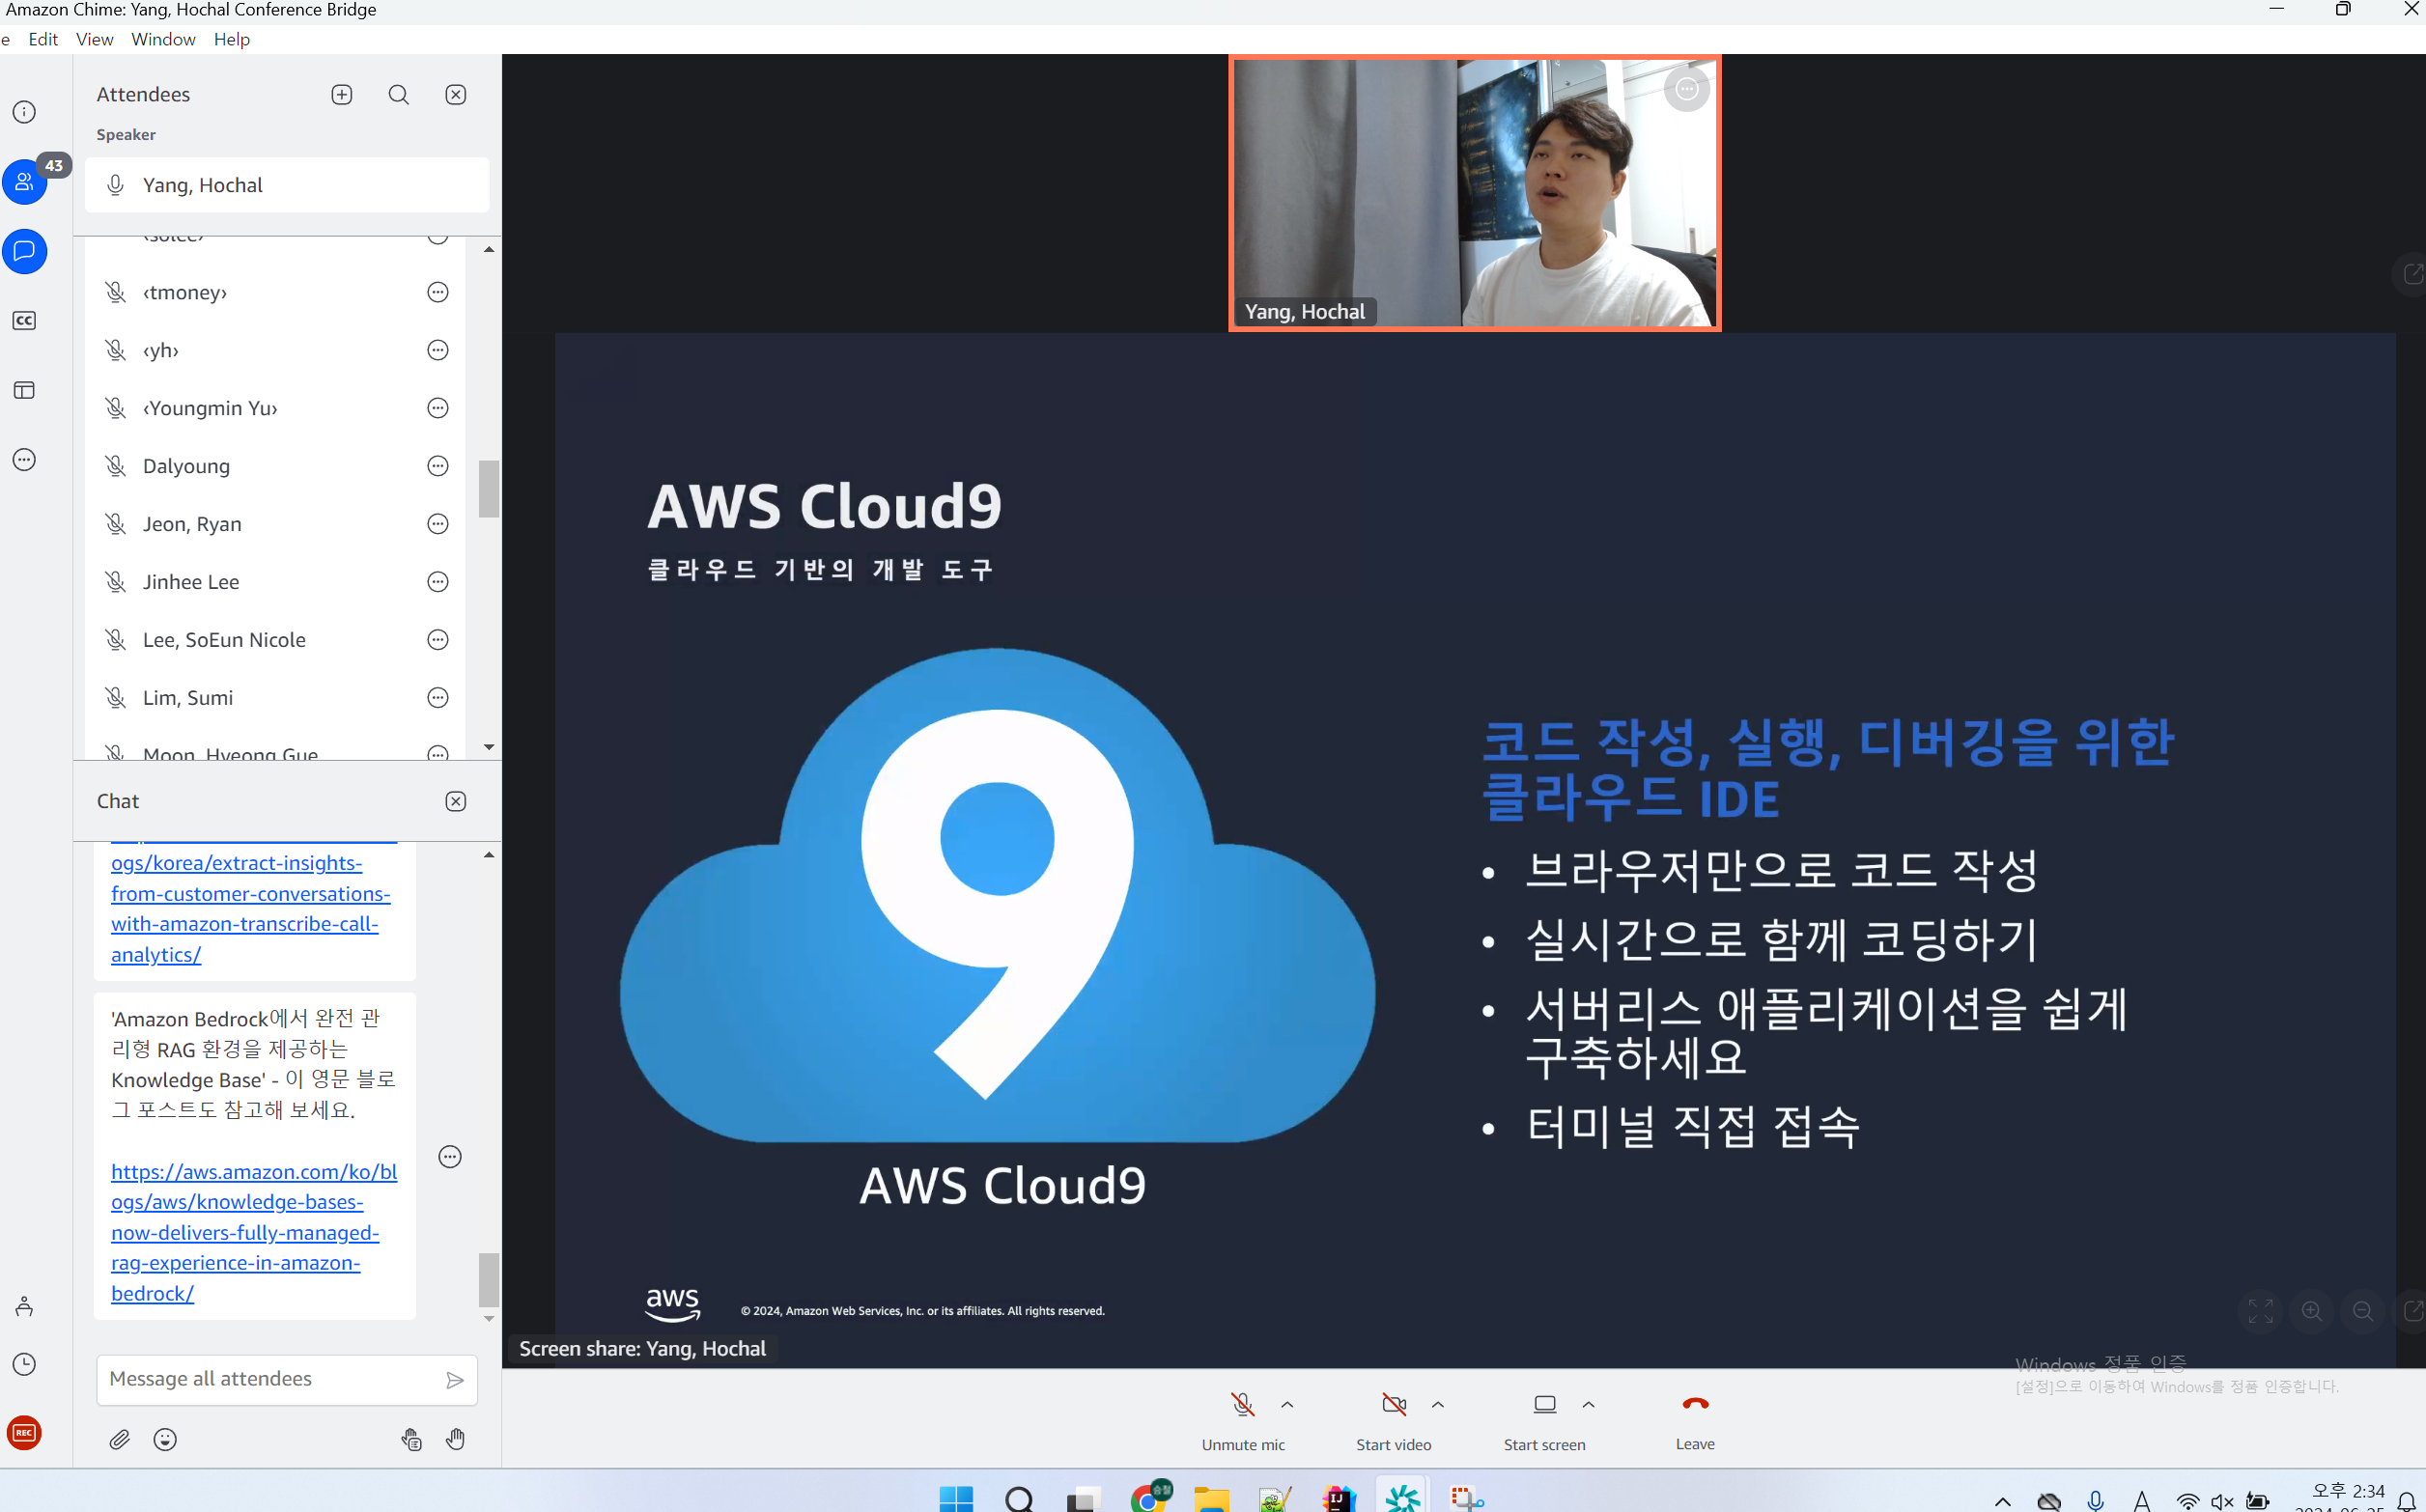 Amazon Chime: Yang, Hochal Conference Bridge
Edit View Window Help
Attendees
Speaker
43
Yang, Hochal
‹tmoney›
‹yh›
‹Youngmin Yu›
Dalyoung
Jeon, Ryan
Jinhee Lee
Lee, SoEun Nicole
Lim, Sumi
Moon, Hyeong Gue
CC
Chat
ogs/korea/extract-insights-
from-customer-conversations-
with-amazon-transcribe-call-
analytics/
'Amazon Bedrock에서 완전 관
리형 RAG 환경을 제공하는
Knowledge Base' - 이 영문 블로
그 포스트도 참고해 보세요.
https://aws.amazon.com/ko/bl
ogs/aws/knowledge-bases-
now-delivers-fully-managed-
rag-experience-in-amazon-
bedrock/
Message all attendees
REC
Yang, Hochal
AWS Cloud9
클라우드 기반의 개발 도구
9
AWS Cloud9
코드 작성, 실행, 디버깅을 위한
클라우드 IDE
• 브라우저만으로 코드 작성
• 실시간으로 함께 코딩하기
• 서버리스 애플리케이션을 쉽게
구축하세요
• 터미널 직접 접속
aws
© 2024, Amazon Web Services, Inc. or its affiliates. All rights reserved.
Screen share: Yang, Hochal
Windows 정품 인증
[설정]으로 이동하여 Windows를 정품 인증합니다.
Unmute mic
Start video
Start screen
Leave
승철
IJ
A
오후 2:34